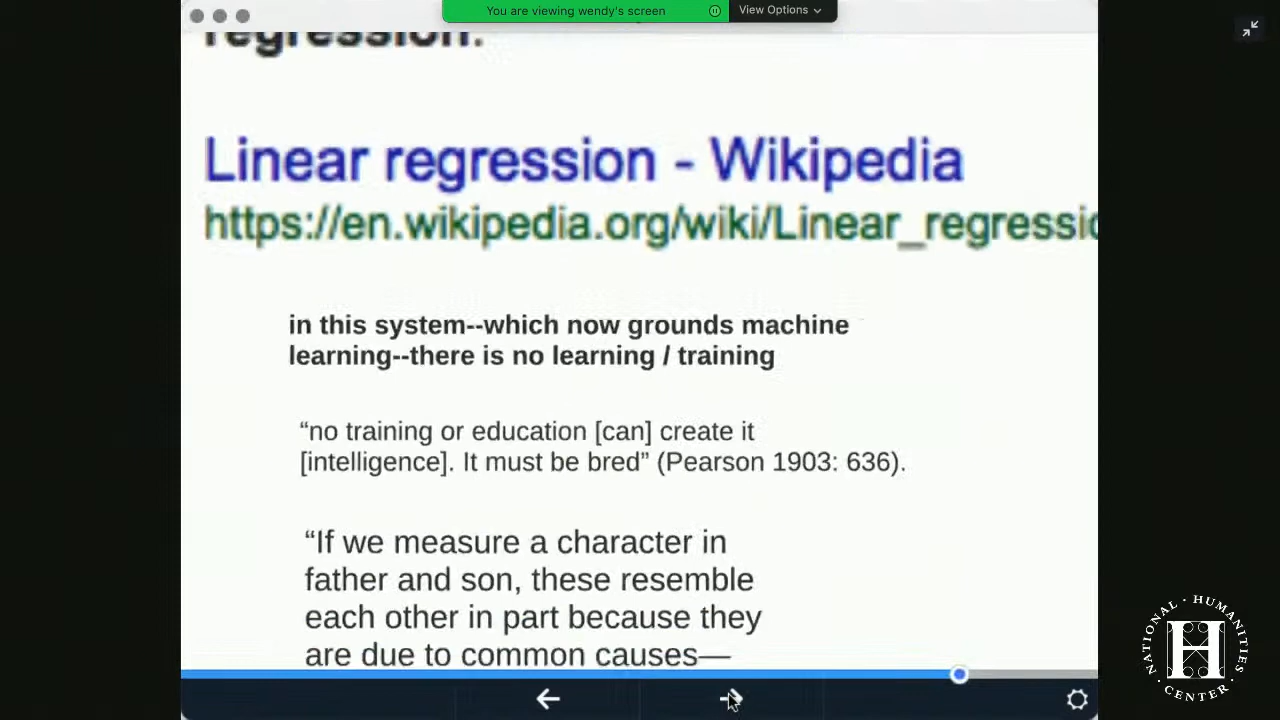 You are viewing wendy's screen
View Options
regression.
Linear regression - Wikipedia
https://en.wikipedia.org/wiki/Linear_regressio
in this system--which now grounds machine
learning--there is no learning / training
“no training or education [can] create it
[intelligence]. It must be bred” (Pearson 1903: 636).
“If we measure a character in
father and son, these resemble
each other in part because they
are due to common causes—
NATIONAL · HUMANITIES · CENTER ·
H